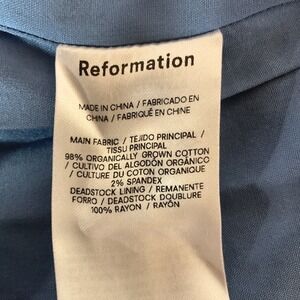 Reformation
MADE IN CHINA / FABRICADO EN
CHINA / FABRIQUÉ EN CHINE
MAIN FABRIC / TEJIDO PRINCIPAL /
TISSU PRINCIPAL
98% ORGANICALLY GROWN COTTON
/ CULTIVO DEL ALGODÓN ORGÁNICO
/ CULTURE DU COTON ORGANIQUE
2% SPANDEX
DEADSTOCK LINING / REMANENTE
FORRO / DEADSTOCK DOUBLURE
100% RAYON / RAYÓN